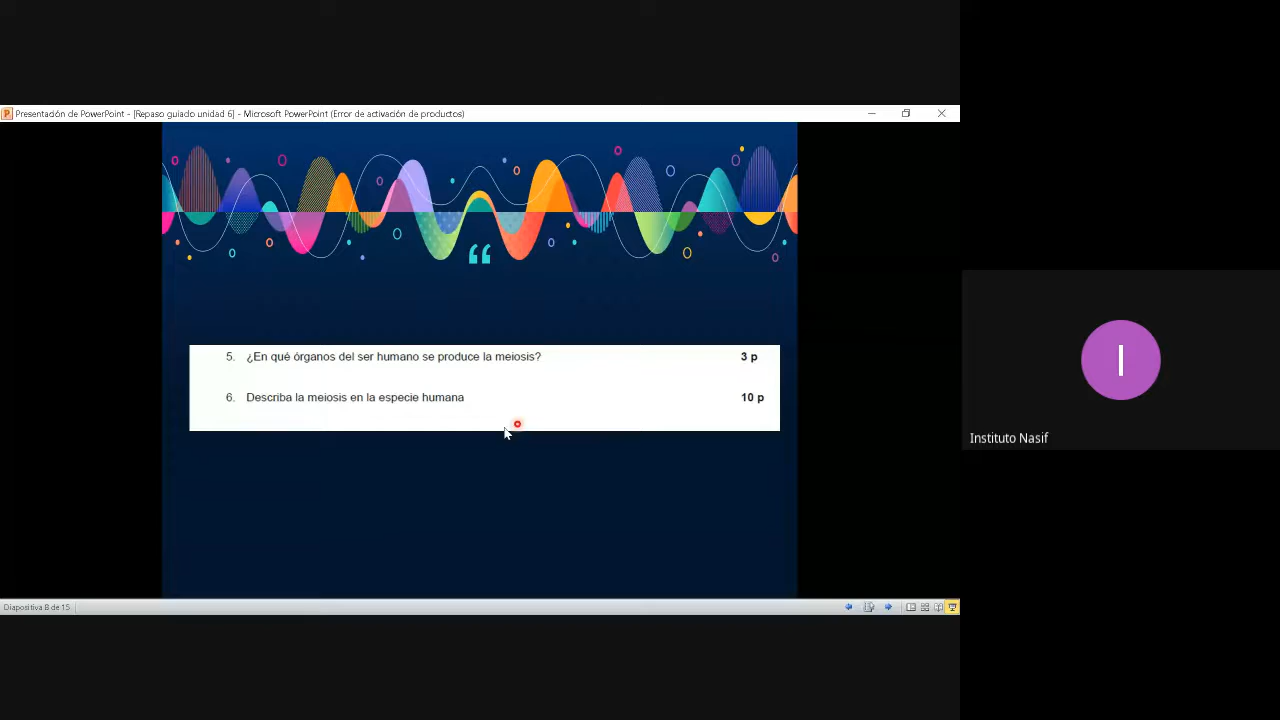 Presentación de PowerPoint - [Repaso guiado unidad 6] - Microsoft PowerPoint (Error de activación de productos)
“
5. ¿En qué órganos del ser humano se produce la meiosis? 3 p
6. Describa la meiosis en la especie humana 10 p
I
Instituto Nasif
Diapositiva 8 de 15